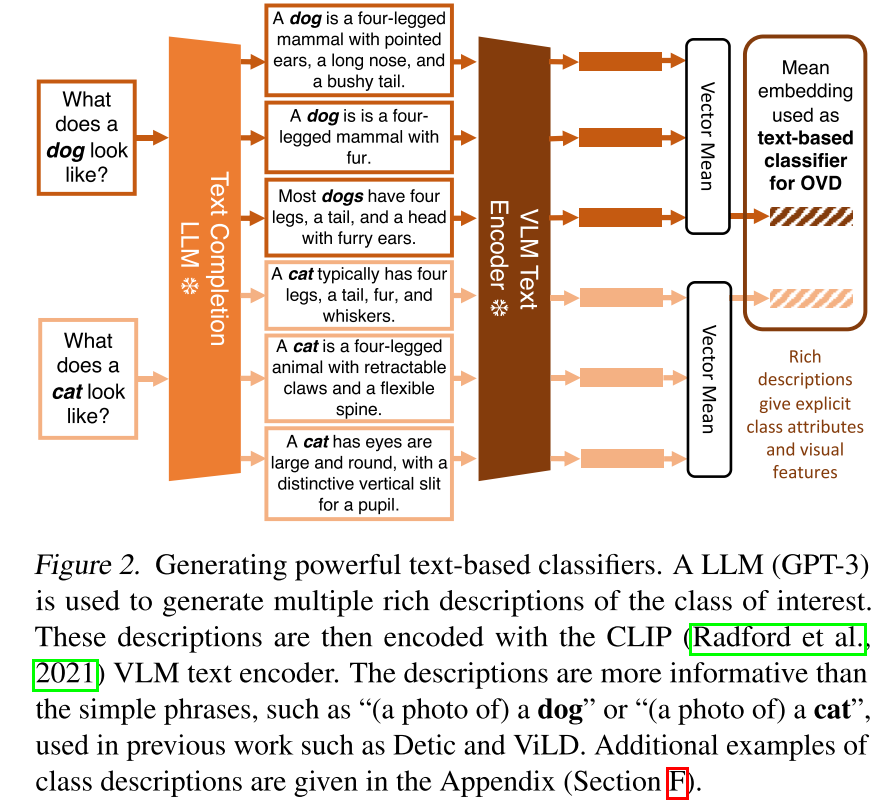 What
does a
dog look
like?
What
does a
cat look
like?
Text Completion
LLM
A dog is a four-legged
mammal with pointed
ears, a long nose, and
a bushy tail.
A dog is is a four-
legged mammal with
fur.
Most dogs have four
legs, a tail, and a head
with furry ears.
A cat typically has four
legs, a tail, fur, and
whiskers.
A cat is a four-legged
animal with retractable
claws and a flexible
spine.
A cat has eyes are
large and round, with a
distinctive vertical slit
for a pupil.
VLM Text
Encoder
Vector Mean
Vector Mean
Mean
embedding
used as
text-based
classifier
for OVD
Rich
descriptions
give explicit
class attributes
and visual
features
Figure 2. Generating powerful text-based classifiers. A LLM (GPT-3)
is used to generate multiple rich descriptions of the class of interest.
These descriptions are then encoded with the CLIP (Radford et al.,
2021) VLM text encoder. The descriptions are more informative than
the simple phrases, such as “(a photo of) a dog” or “(a photo of) a cat”,
used in previous work such as Detic and ViLD. Additional examples of
class descriptions are given in the Appendix (Section F).